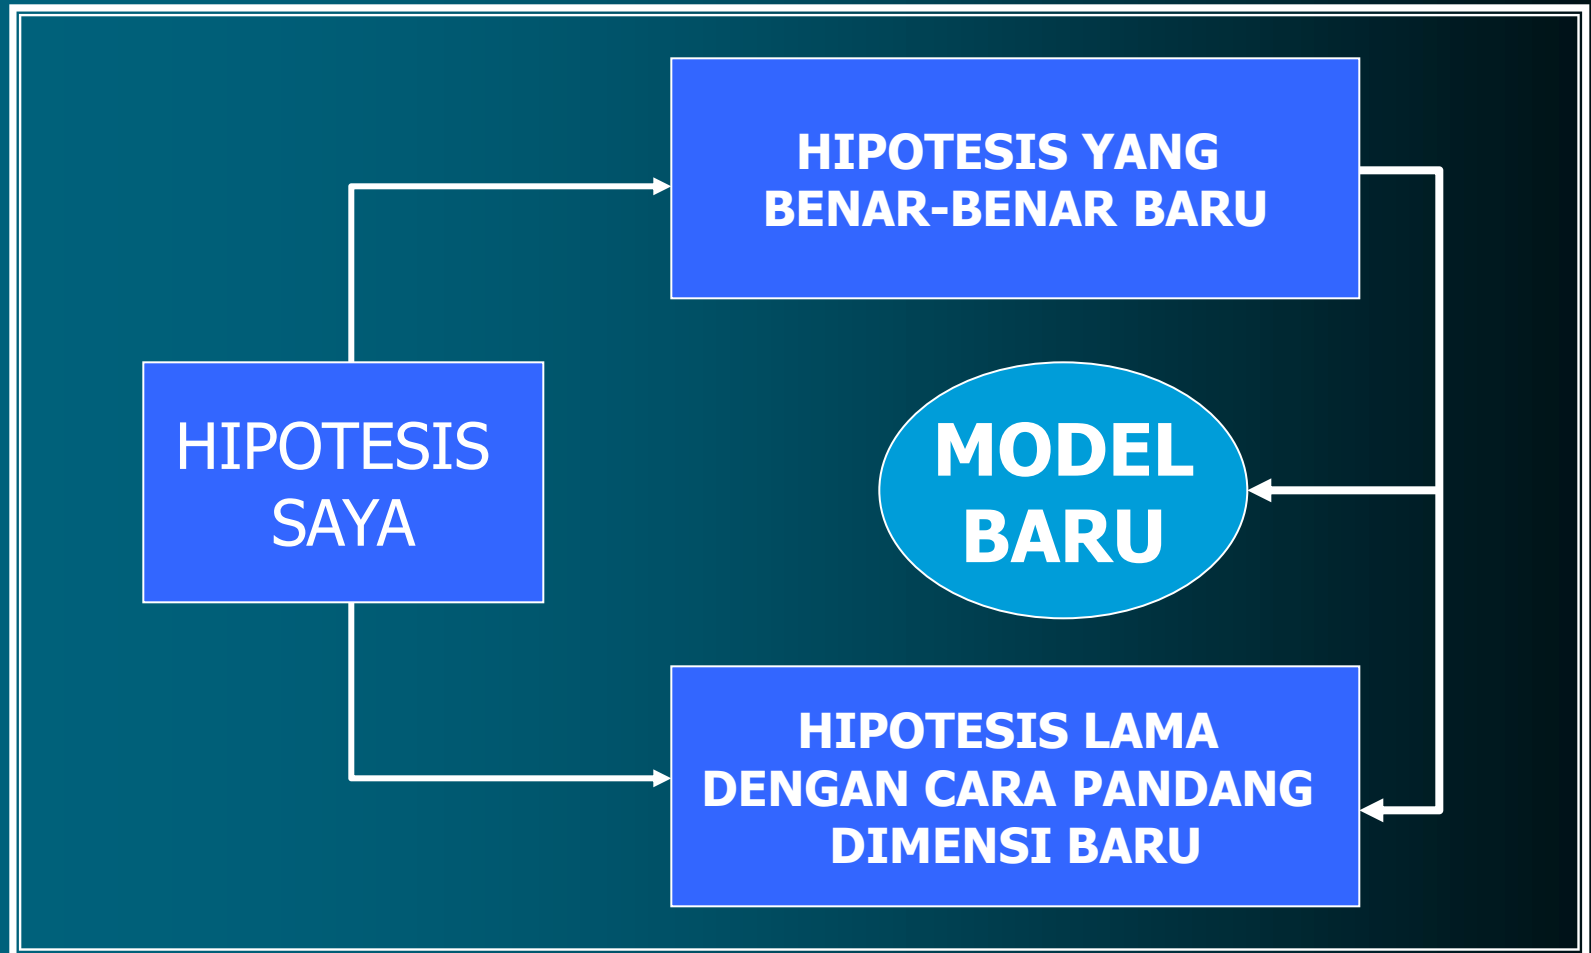 HIPOTESIS YANG
BENAR-BENAR BARU
HIPOTESIS
SAYA
MODEL
BARU
HIPOTESIS LAMA
DENGAN CARA PANDANG
DIMENSI BARU